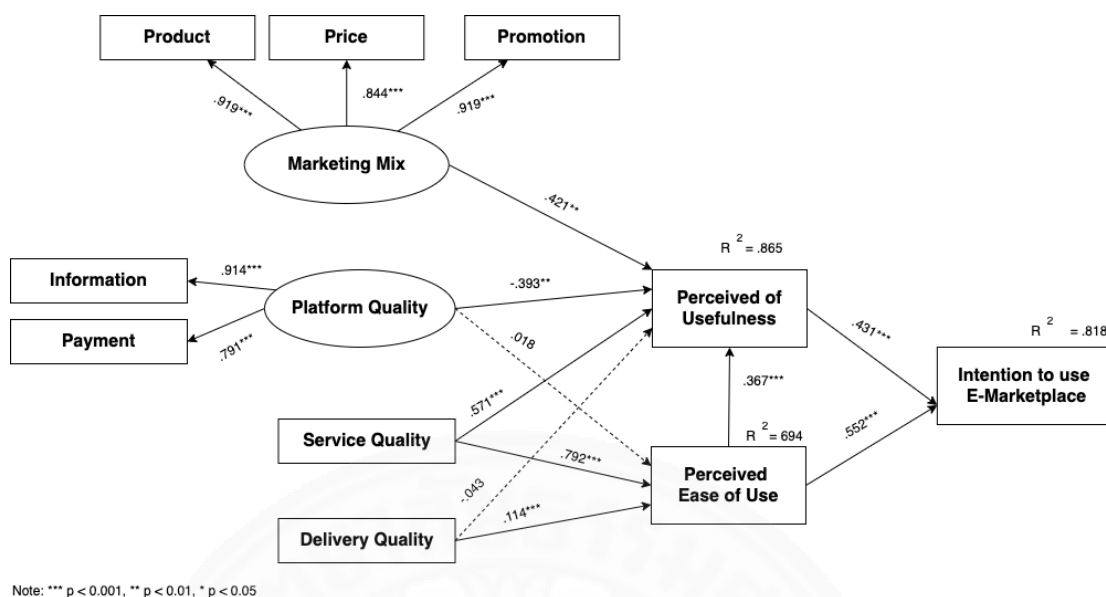 Product
Price
Promotion
.919***
.844***
.919***
Marketing Mix
.421**
R 2 = .865
Information
.914***
Platform Quality
-.393**
Perceived of
Usefulness
Payment
.791***
.018
.431***
R 2 = .818
Intention to use
E-Marketplace
.571***
.367***
Service Quality
R 2 = 694
.552***
.792***
Perceived
Ease of Use
-.043
.114***
Delivery Quality
Note: *** p < 0.001, ** p < 0.01, * p < 0.05